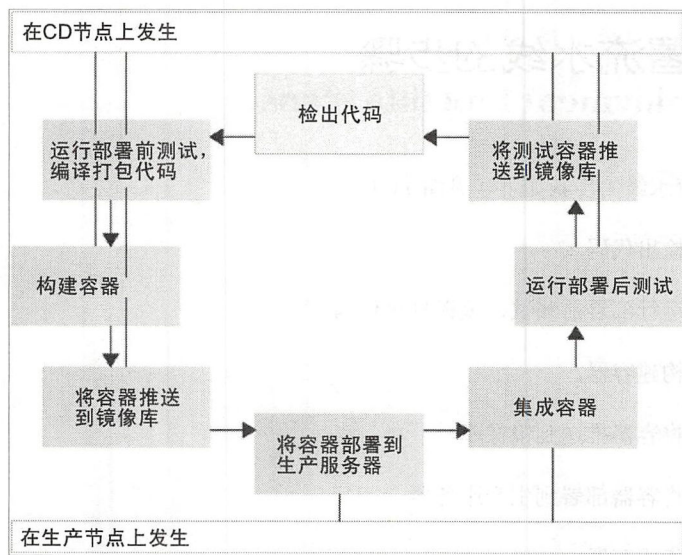 在CD节点上发生
检出代码
运行部署前测试，
编译打包代码
构建容器
将容器推送
到镜像库
将容器部署到
生产服务器
集成容器
运行部署后测试
将测试容器推
送到镜像库
在生产节点上发生